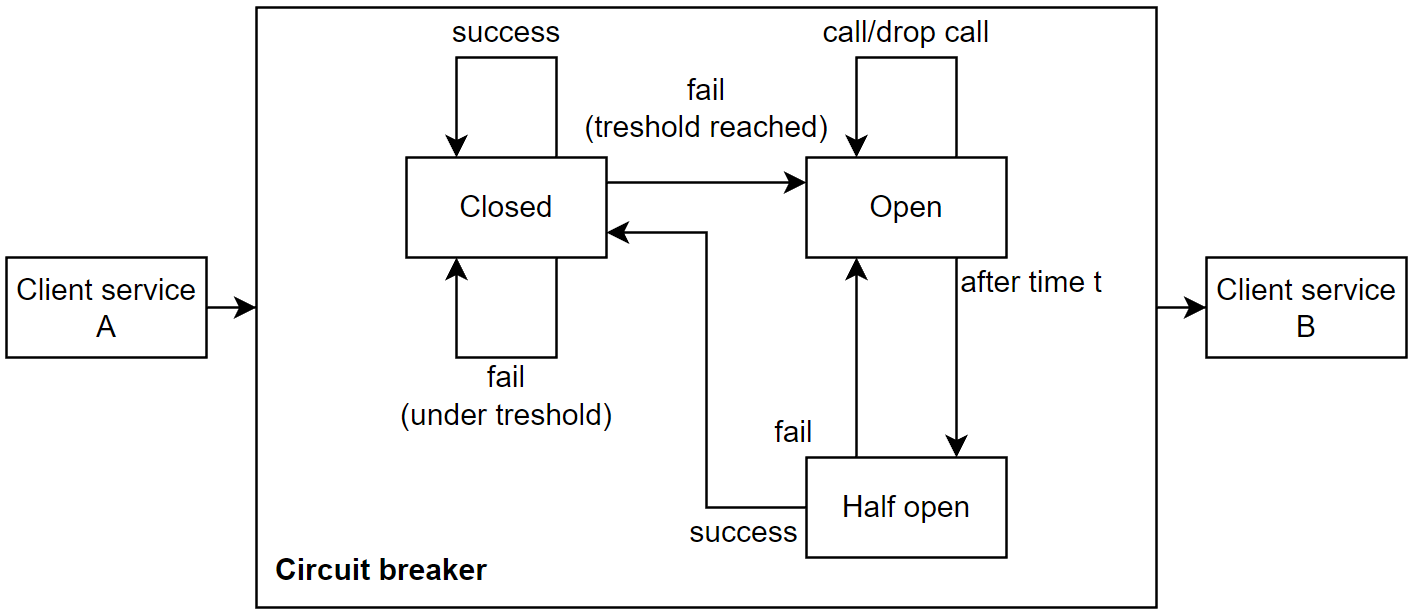 success
call/drop call
fail
(treshold reached)
Closed
Open
Client service
A
after time t
Client service
B
fail
(under treshold)
fail
Half open
success
Circuit breaker